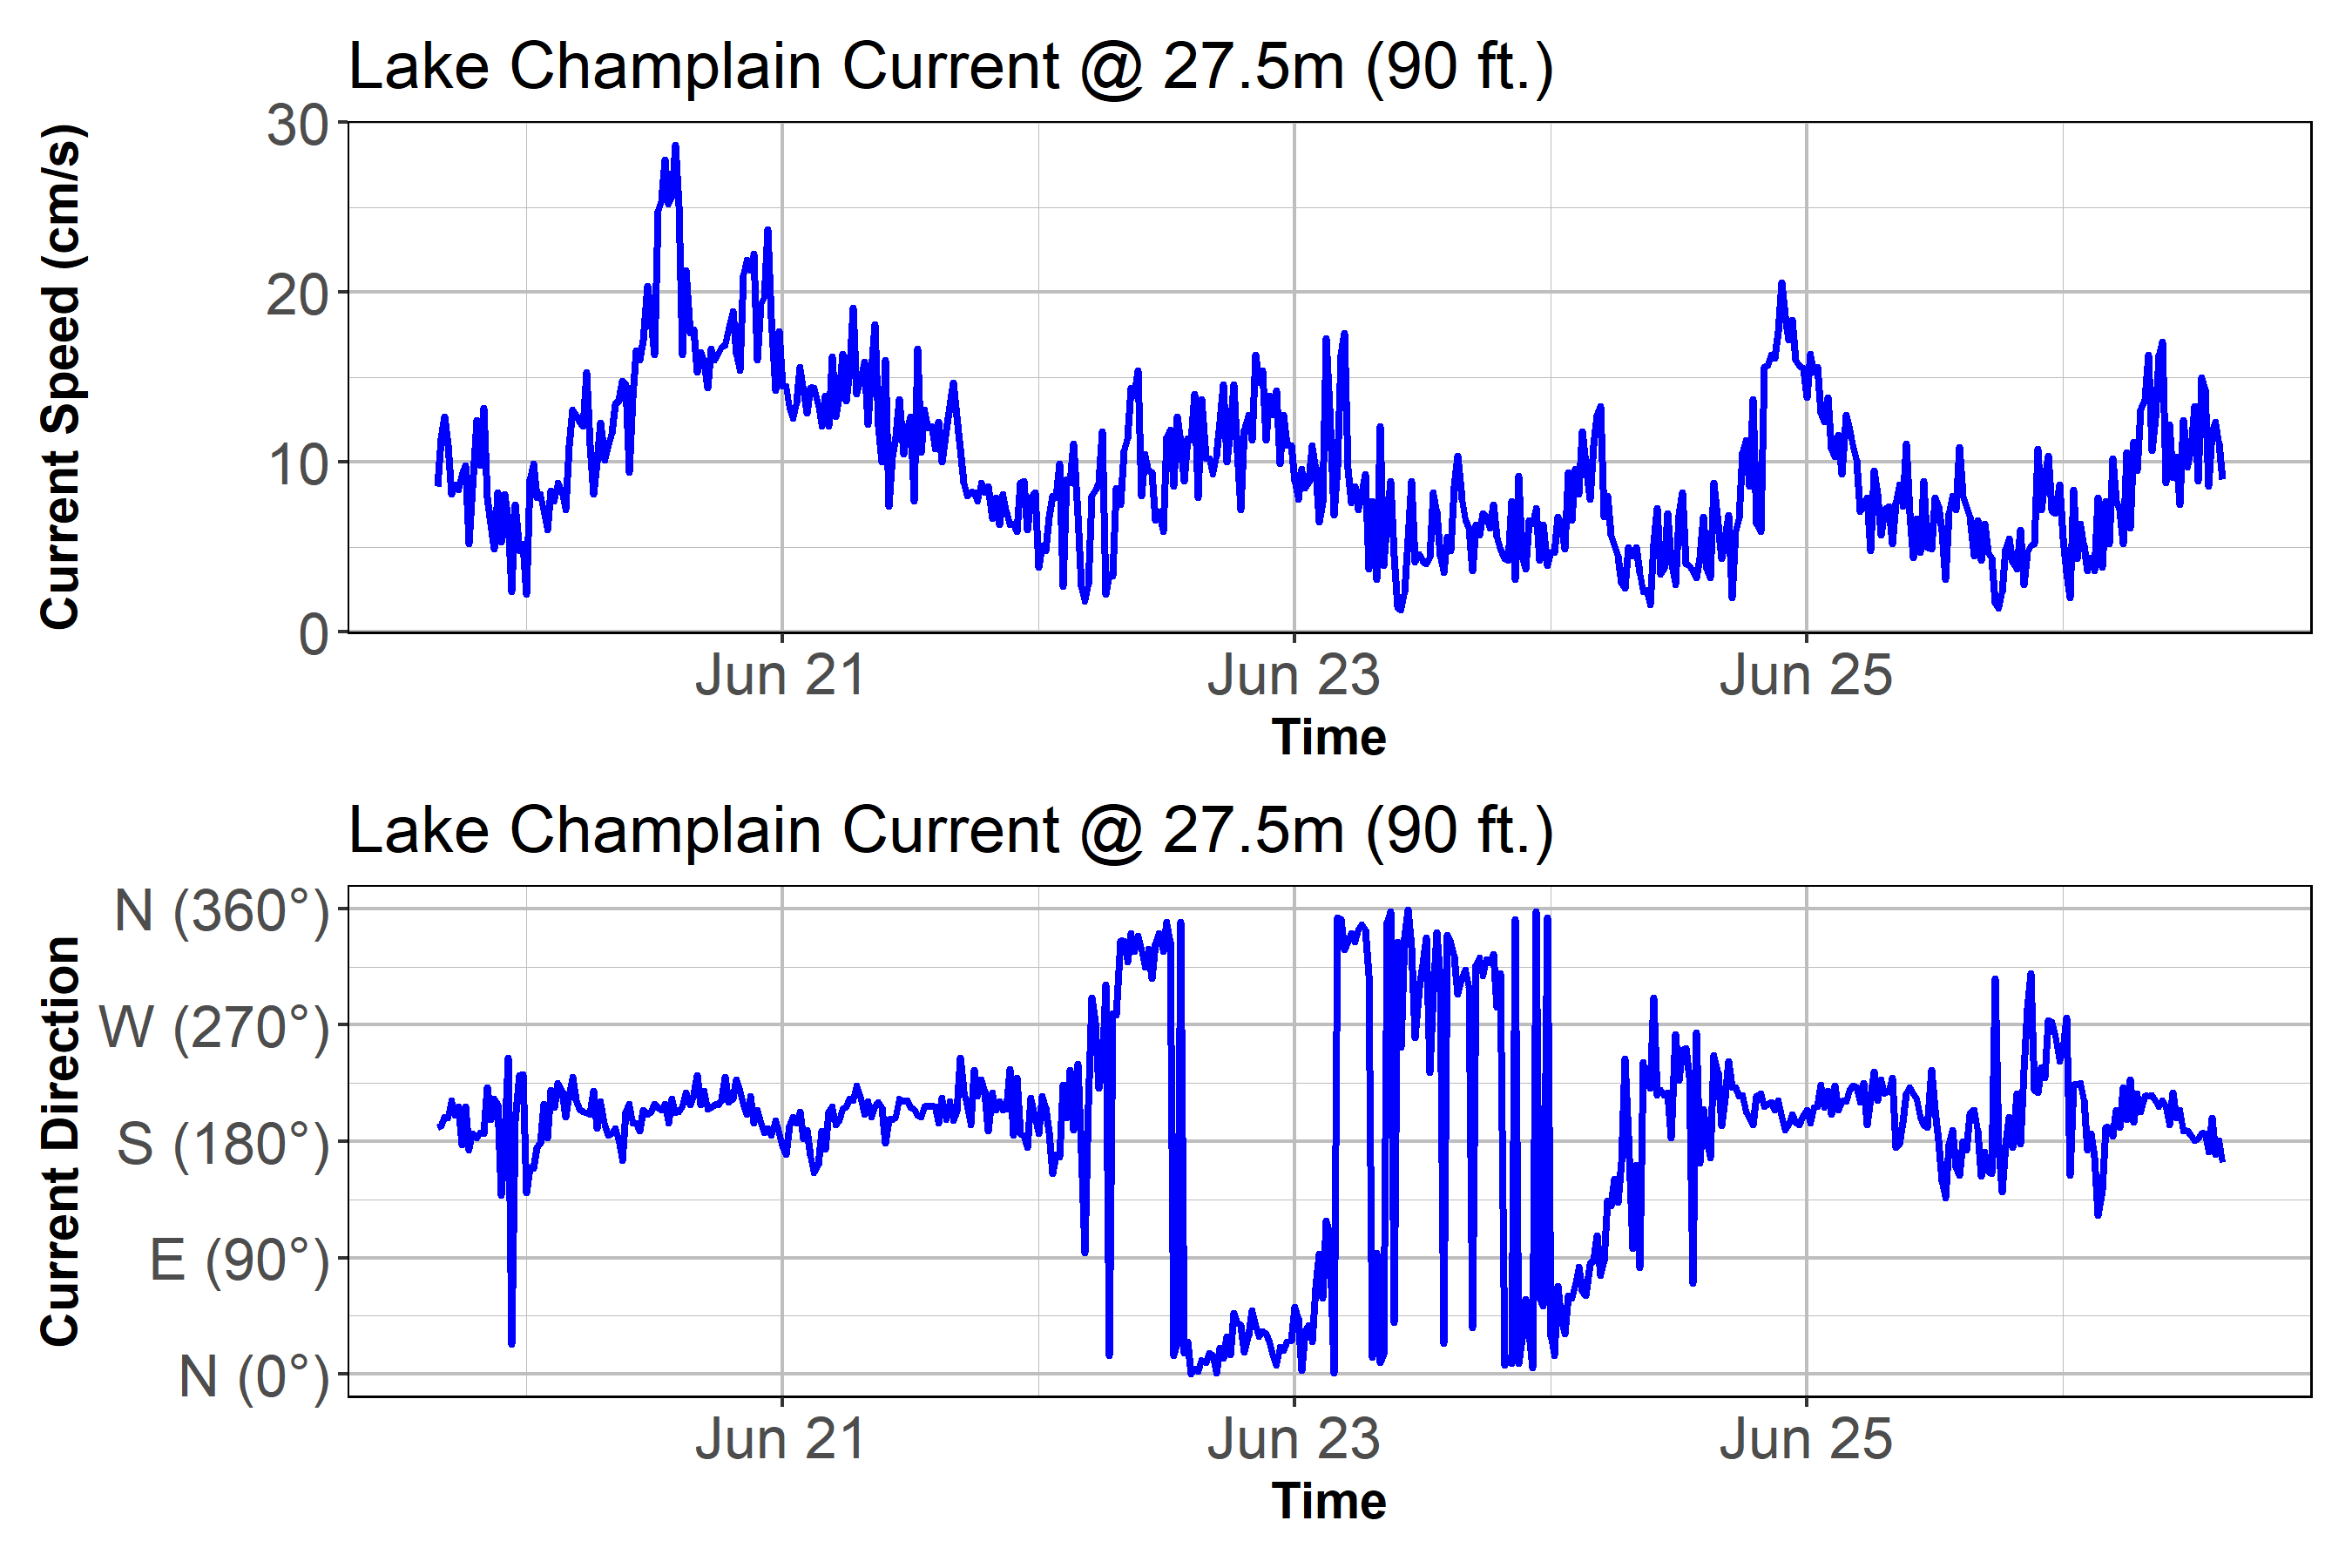 Lake Champlain Current @ 27.5m (90 ft.)
Current Speed (cm/s)
30
20
10
0
Jun 21 Jun 23 Jun 25
Time
Lake Champlain Current @ 27.5m (90 ft.)
Current Direction
N (360°)
W (270°)
S (180°)
E (90°)
N (0°)
Jun 21 Jun 23 Jun 25
Time